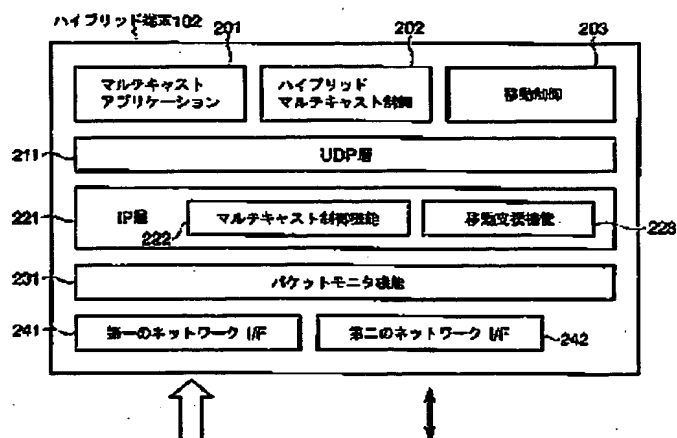 ハイブリッド端末102
201
202
203
マルチキャスト
アプリケーション
ハイブリッド
マルチキャスト制御
移動制御
211
UDP層
221
IP層
222
マルチキャスト制御機能
移動支援機能
223
231
パケットモニタ機能
241
第一のネットワーク I/F
第二のネットワーク I/F
242